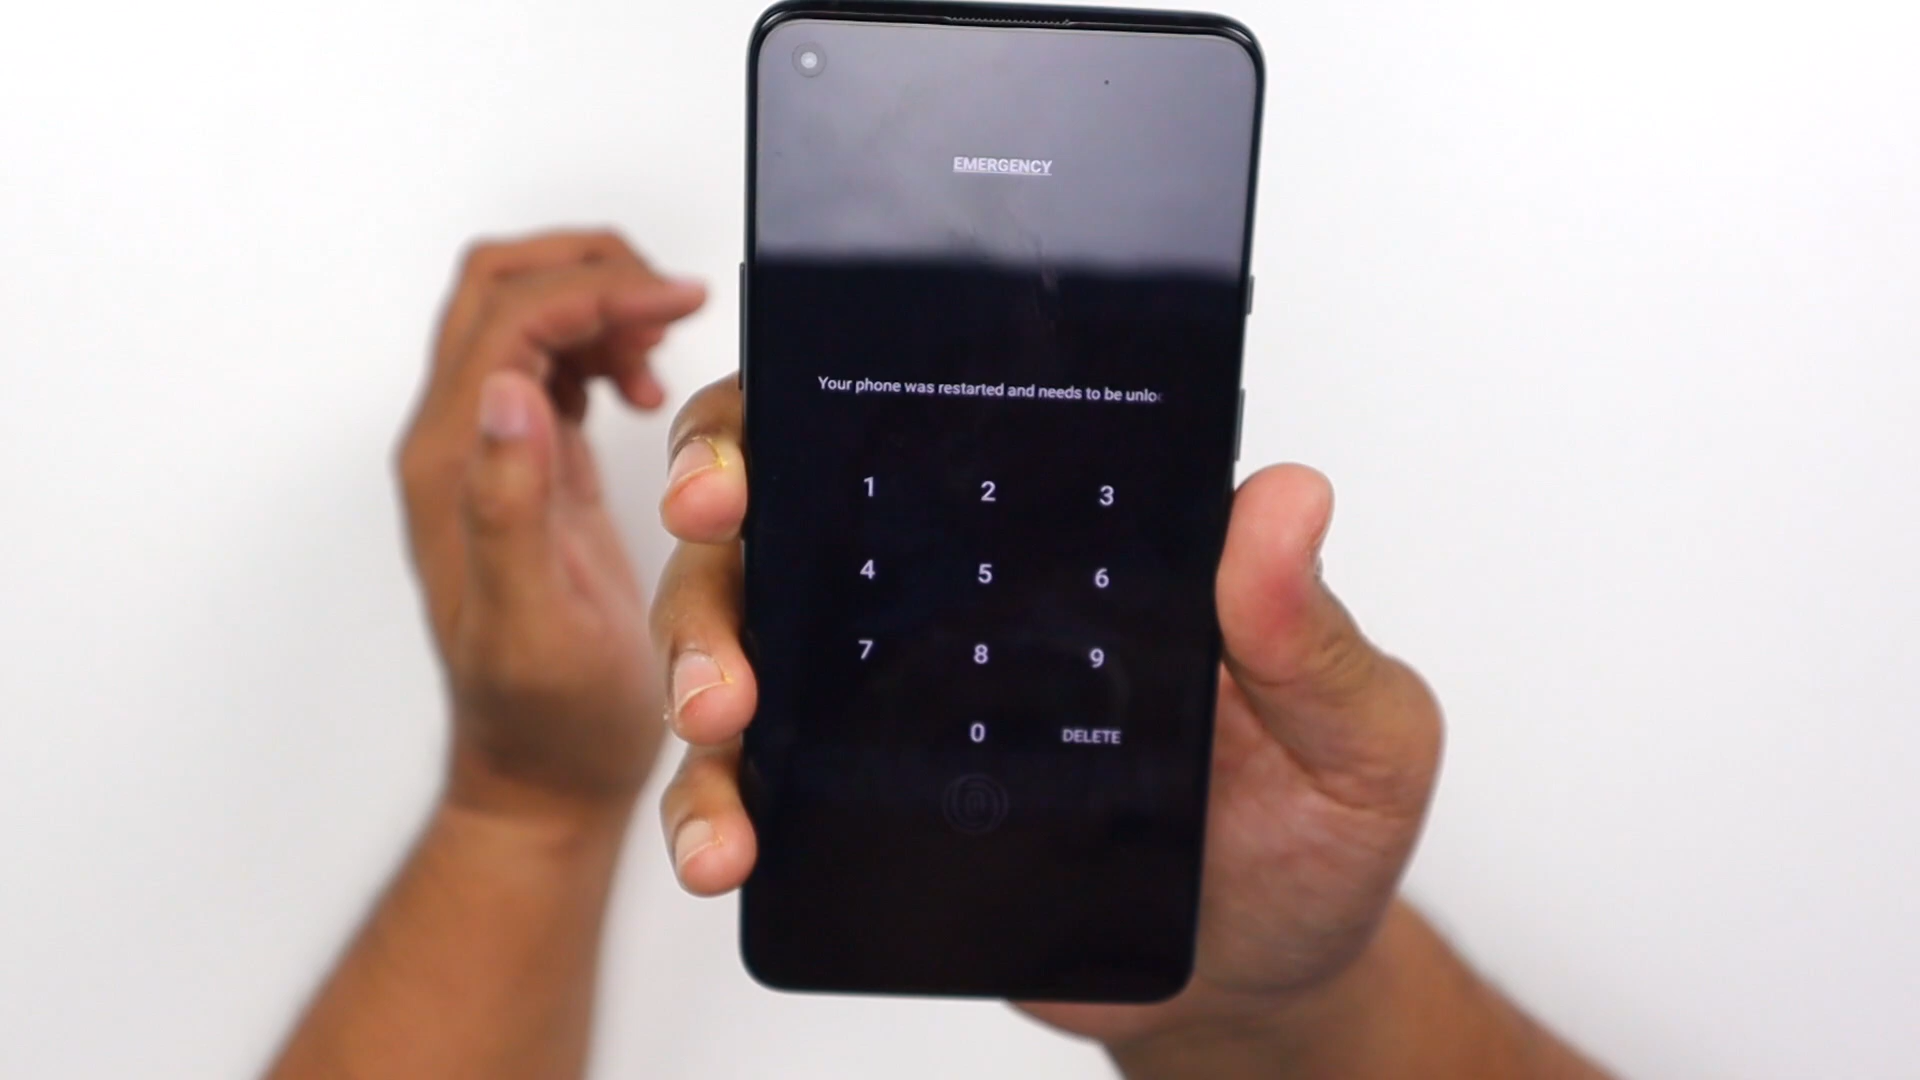 EMERGENCY
Your phone was restarted and needs to be unlo
1 2 3
4 5 6
7 8 9
0 DELETE